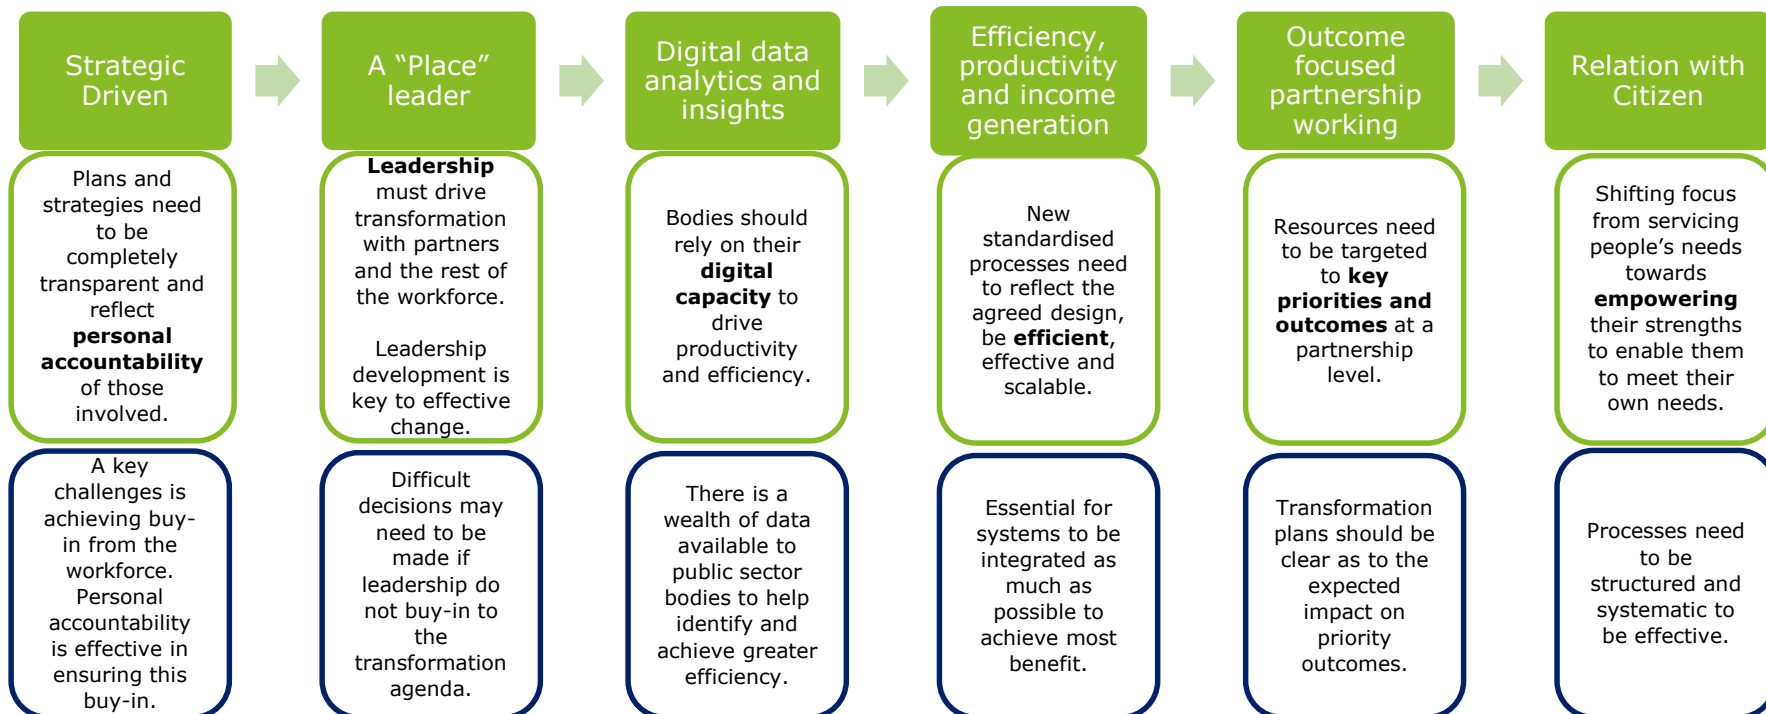 Strategic
Driven
A “Place”
leader
Digital data
analytics and
insights
Efficiency,
productivity
and income
generation
Outcome
focused
partnership
working
Relation with
Citizen
Plans and
strategies need
to be
completely
transparent and
reflect
personal
accountability
of those
involved.
Leadership
must drive
transformation
with partners
and the rest of
the workforce.
Leadership
development is
key to effective
change.
Bodies should
rely on their
digital
capacity to
drive
productivity
and efficiency.
New
standardised
processes need
to reflect the
agreed design,
be efficient,
effective and
scalable.
Resources need
to be targeted
to key
priorities and
outcomes at a
partnership
level.
Shifting focus
from servicing
people’s needs
towards
empowering
their strengths
to enable them
to meet their
own needs.
A key
challenges is
achieving buy-
in from the
workforce.
Personal
accountability
is effective in
ensuring this
buy-in.
Difficult
decisions may
need to be
made if
leadership do
not buy-in to
the
transformation
agenda.
There is a
wealth of data
available to
public sector
bodies to help
identify and
achieve greater
efficiency.
Essential for
systems to be
integrated as
much as
possible to
achieve most
benefit.
Transformation
plans should be
clear as to the
expected
impact on
priority
outcomes.
Processes need
to be
structured and
systematic to
be effective.